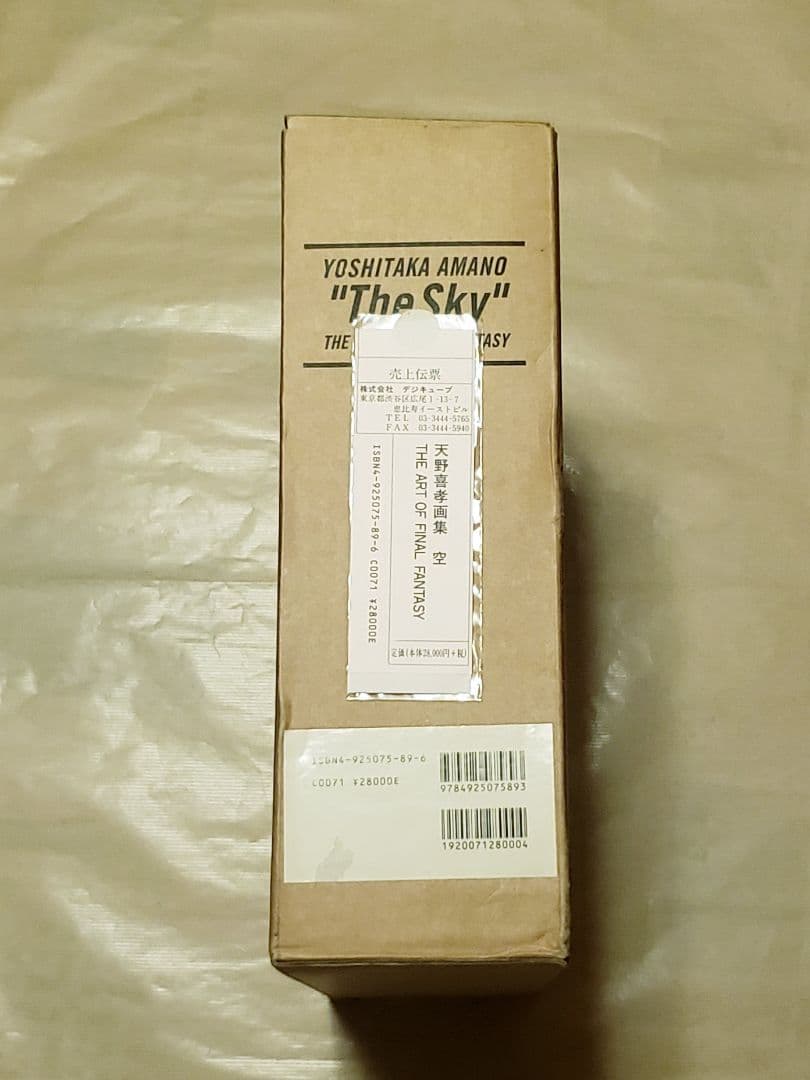 YOSHITAKA AMANO
"The Sky"
THE TASY
売上伝票
株式会社 デジキューブ
東京都渋谷区広尾1-13-7
恵比寿イーストビル
TEL 03-3444-5765
FAX 03-3444-5940
天野喜孝画集 空
THE ART OF FINAL FANTASY
ISBN4-925075-89-6 C0071 ¥28000E
定価(本体28,000円+税)
ISBN4-925075-89-6
C0071 ¥28000E
9784925075893
1920071280004